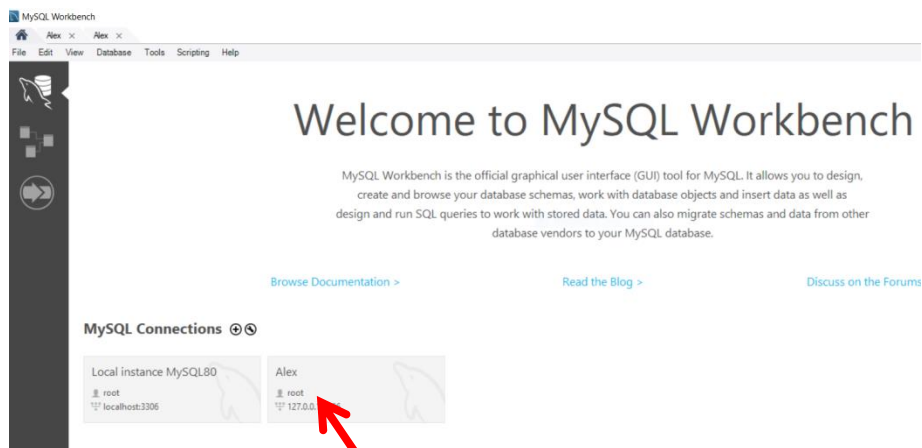 MySQL Workbench
Alex × Alex ×
File Edit View Database Tools Scripting Help
Welcome to MySQL Workbench
MySQL Workbench is the official graphical user interface (GUI) tool for MySQL. It allows you to design,
create and browse your database schemas, work with database objects and insert data as well as
design and run SQL queries to work with stored data. You can also migrate schemas and data from other
database vendors to your MySQL database.
Browse Documentation > Read the Blog > Discuss on the Forums
MySQL Connections
Local instance MySQL80 Alex
root root
localhost:3306